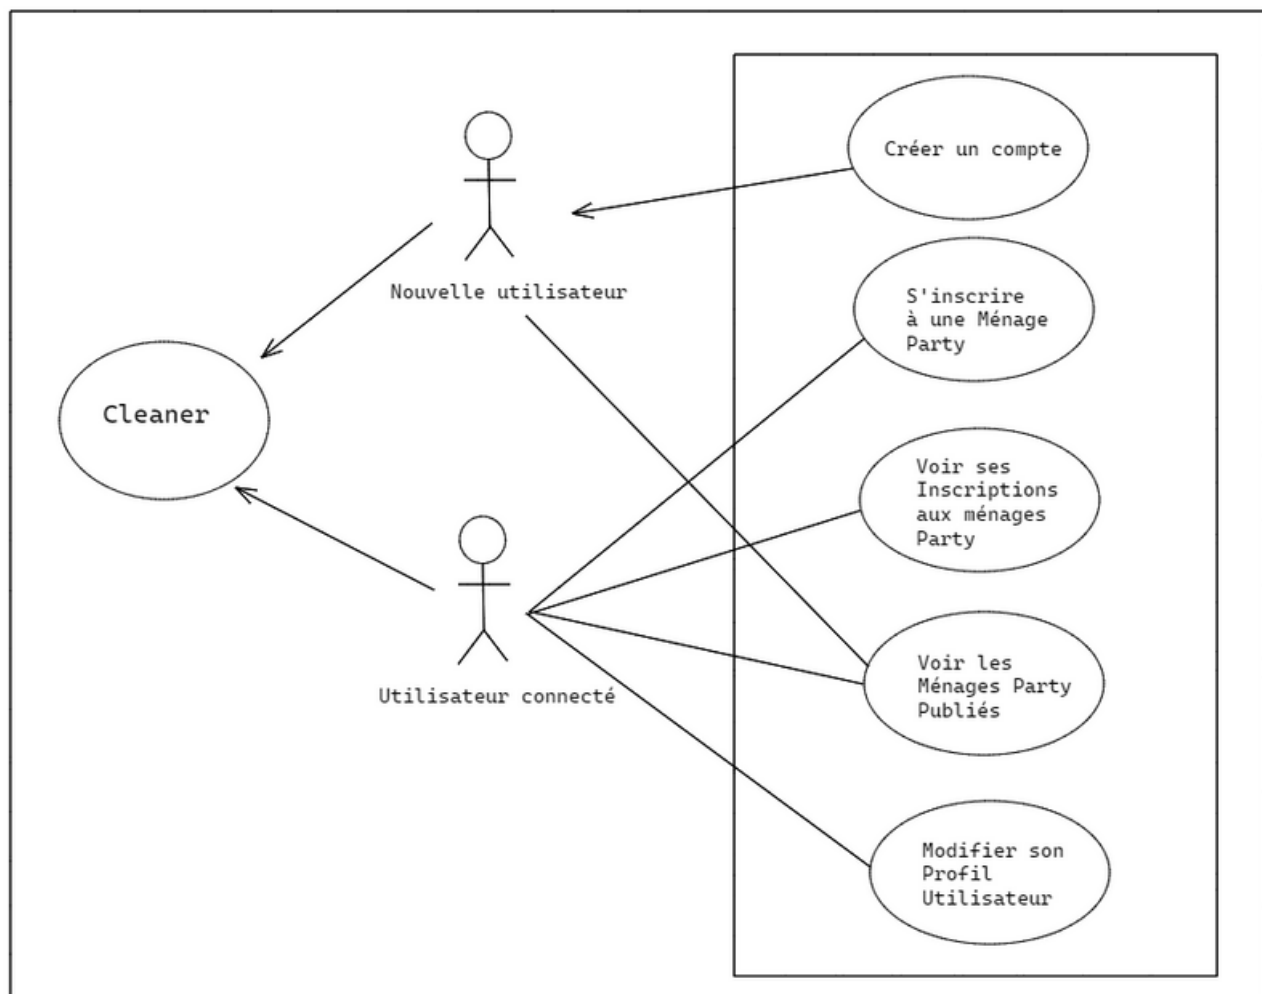 Créer un compte
Nouvelle utilisateur
S'inscrire
à une Ménage
Party
Cleaner
Voir ses
Inscriptions
aux ménages
Party
Utilisateur connecté
Voir les
Ménages Party
Publiés
Modifier son
Profil
Utilisateur